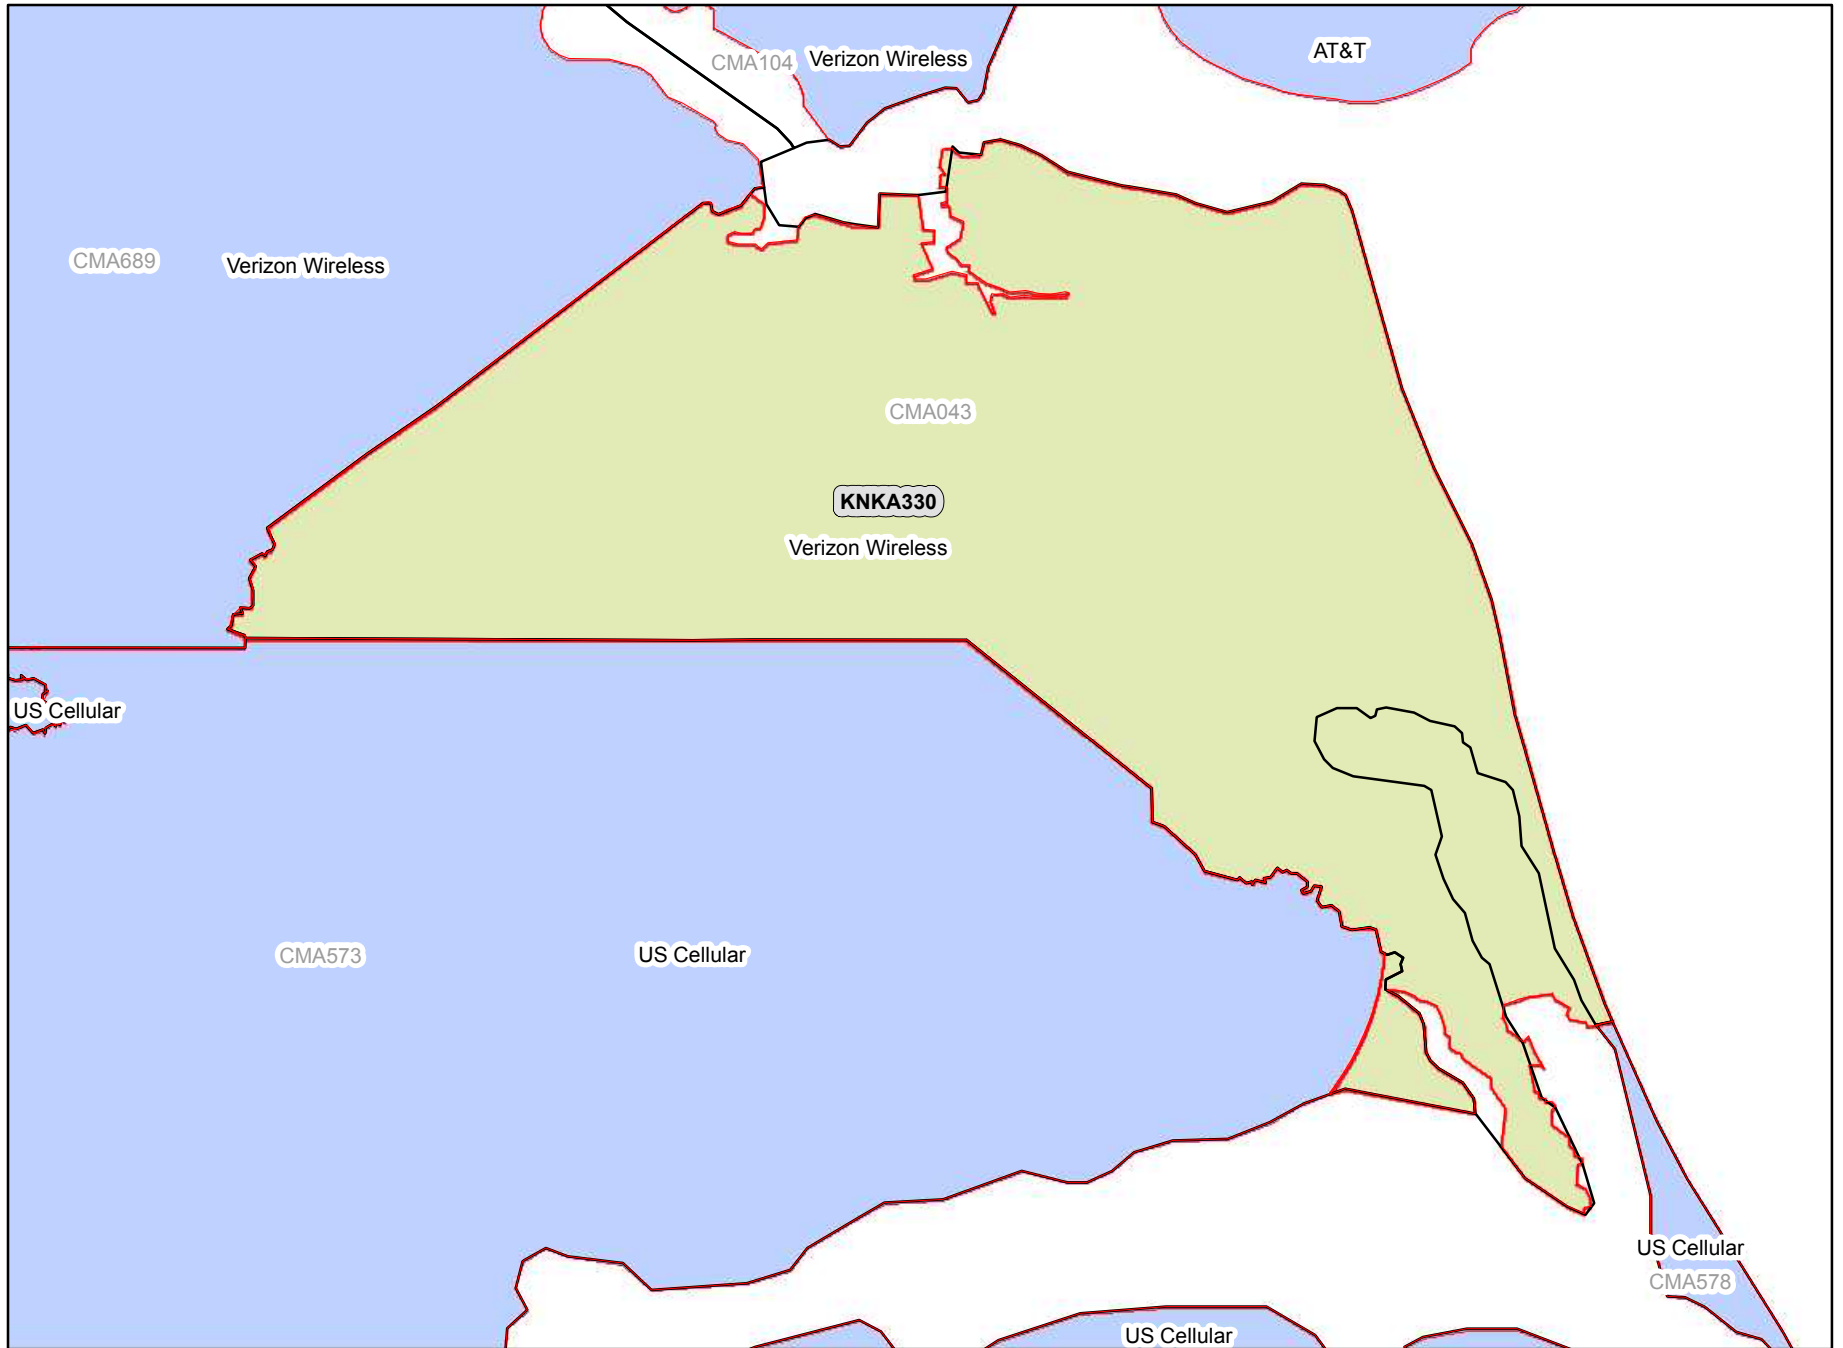 AT&T
Verizon Wireless
CMA104
CMA689
Verizon Wireless
CMA043
KNKA330
Verizon Wireless
US Cellular
CMA573
US Cellular
US Cellular
CMA578
US Cellular